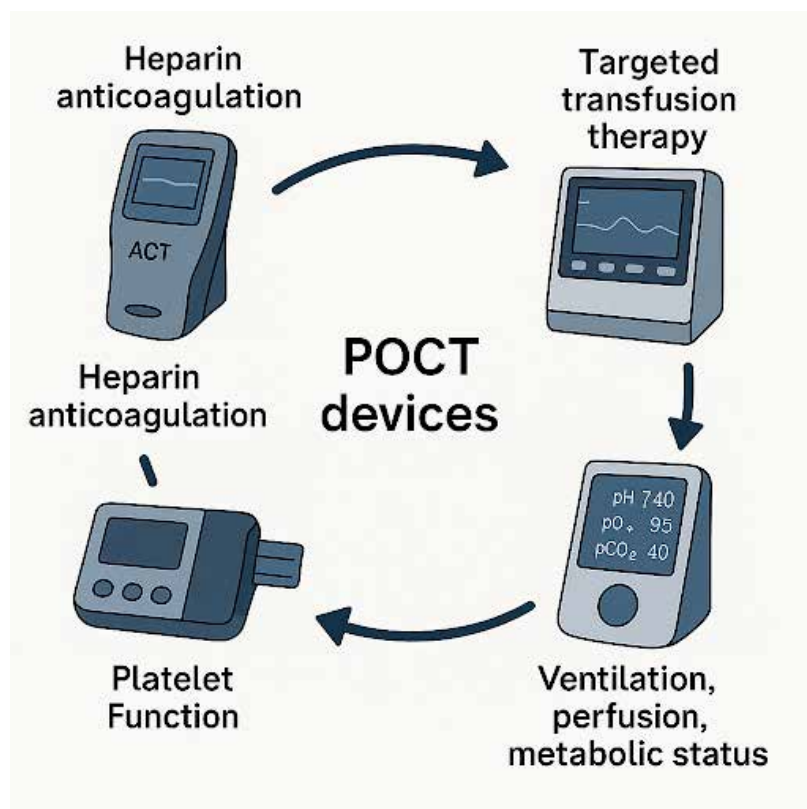 Heparin
anticoagulation
Targeted
transfusion
therapy
ACT
POCT
devices
Heparin
anticoagulation
pH 740
pO₊ 95
pCO₂ 40
Platelet
Function
Ventilation,
perfusion,
metabolic status